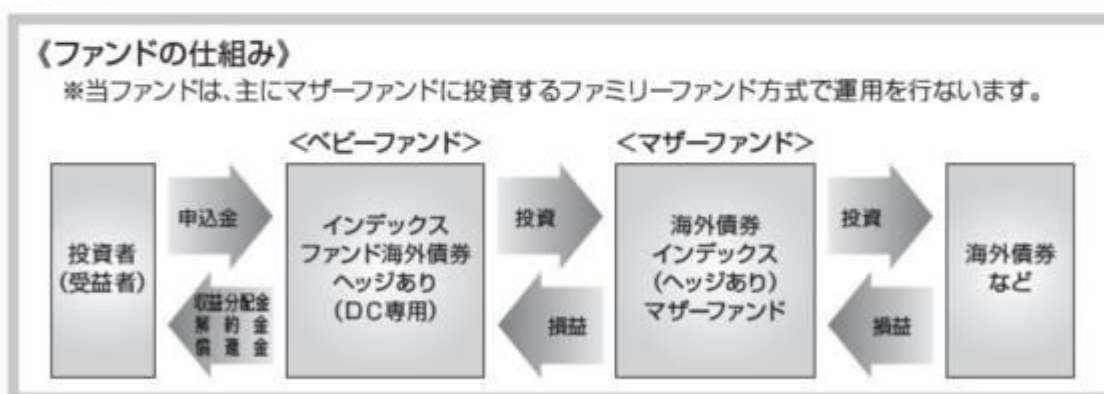 《ファンドの仕組み》
※当ファンドは、主にマザーファンドに投資するファミリーファンド方式で運用を行ないます。
<ベビーファンド>
<マザーファンド>
投資者
(受益者)
申込金
収益分配金
解約金
償還金
インデックス
ファンド海外債券
ヘッジあり
(DC専用)
投資
損益
海外債券
インデックス
(ヘッジあり)
マザーファンド
投資
損益
海外債券
など